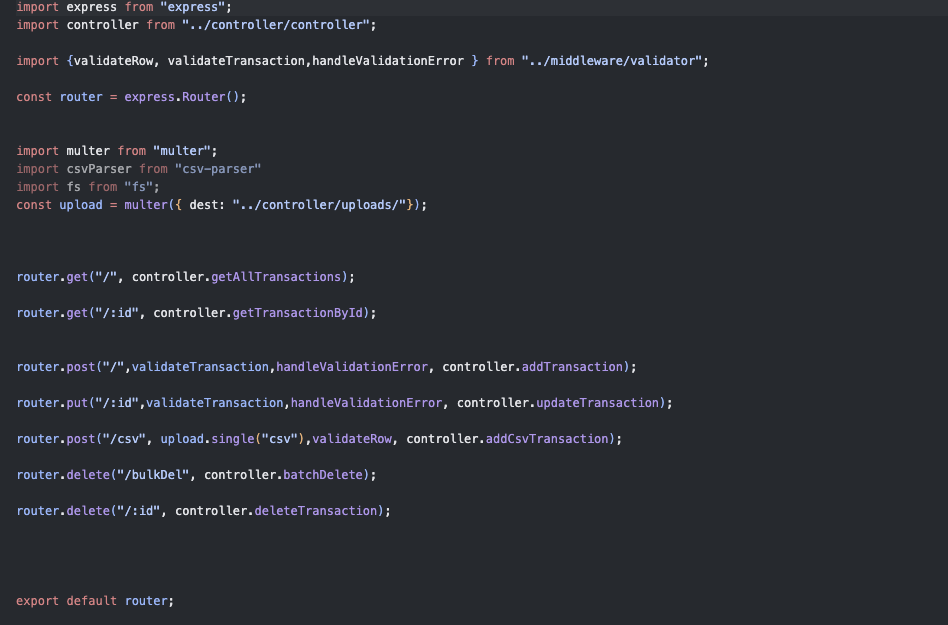 import express from "express";
import controller from "../controller/controller";
import {validateRow, validateTransaction,handleValidationError } from "../middleware/validator";
const router = express.Router();
import multer from "multer";
import csvParser from "csv-parser"
import fs from "fs";
const upload = multer({ dest: "../controller/uploads/"});
router.get("/", controller.getAllTransactions);
router.get("/:id", controller.getTransactionById);
router.post("/",validateTransaction,handleValidationError, controller.addTransaction);
router.put("/:id",validateTransaction,handleValidationError, controller.updateTransaction);
router.post("/csv", upload.single("csv"),validateRow, controller.addCsvTransaction);
router.delete("/bulkDel", controller.batchDelete);
router.delete("/:id", controller.deleteTransaction);
export default router;